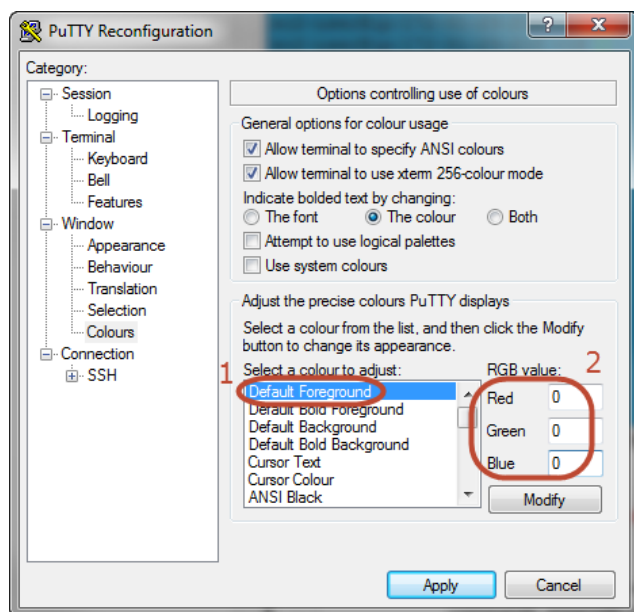 PuTTY Reconfiguration
Category:
Session
Logging
Terminal
Keyboard
Bell
Features
Window
Appearance
Behaviour
Translation
Selection
Colours
Connection
SSH
Options controlling use of colours
General options for colour usage
Allow terminal to specify ANSI colours
Allow terminal to use xterm 256-colour mode
Indicate bolded text by changing:
The font The colour Both
Attempt to use logical palettes
Use system colours
Adjust the precise colours PuTTY displays
Select a colour from the list, and then click the Modify
button to change its appearance.
Select a colour to adjust:
1
Default Foreground
Default Bold Foreground
Default Background
Default Bold Background
Cursor Text
Cursor Colour
ANSI Black
RGB value: 2
Red 0
Green 0
Blue 0
Modify
Apply Cancel